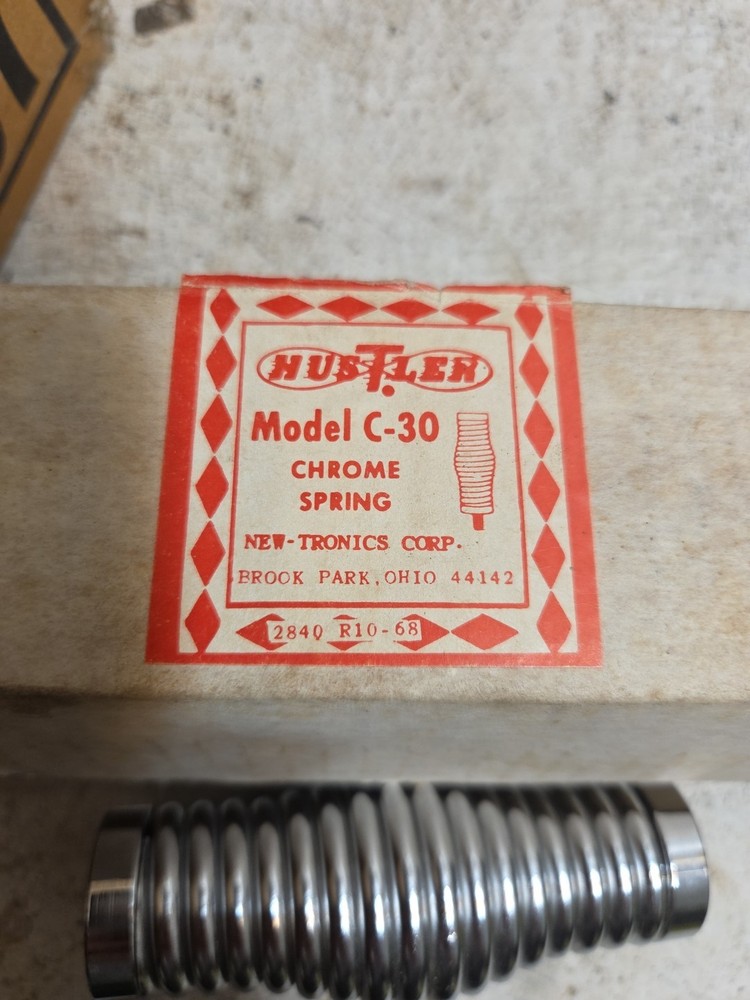 HUSTLER
Model C-30
CHROME
SPRING
NEW-TRONICS CORP.
BROOK PARK, OHIO 44142
2840 R10-68